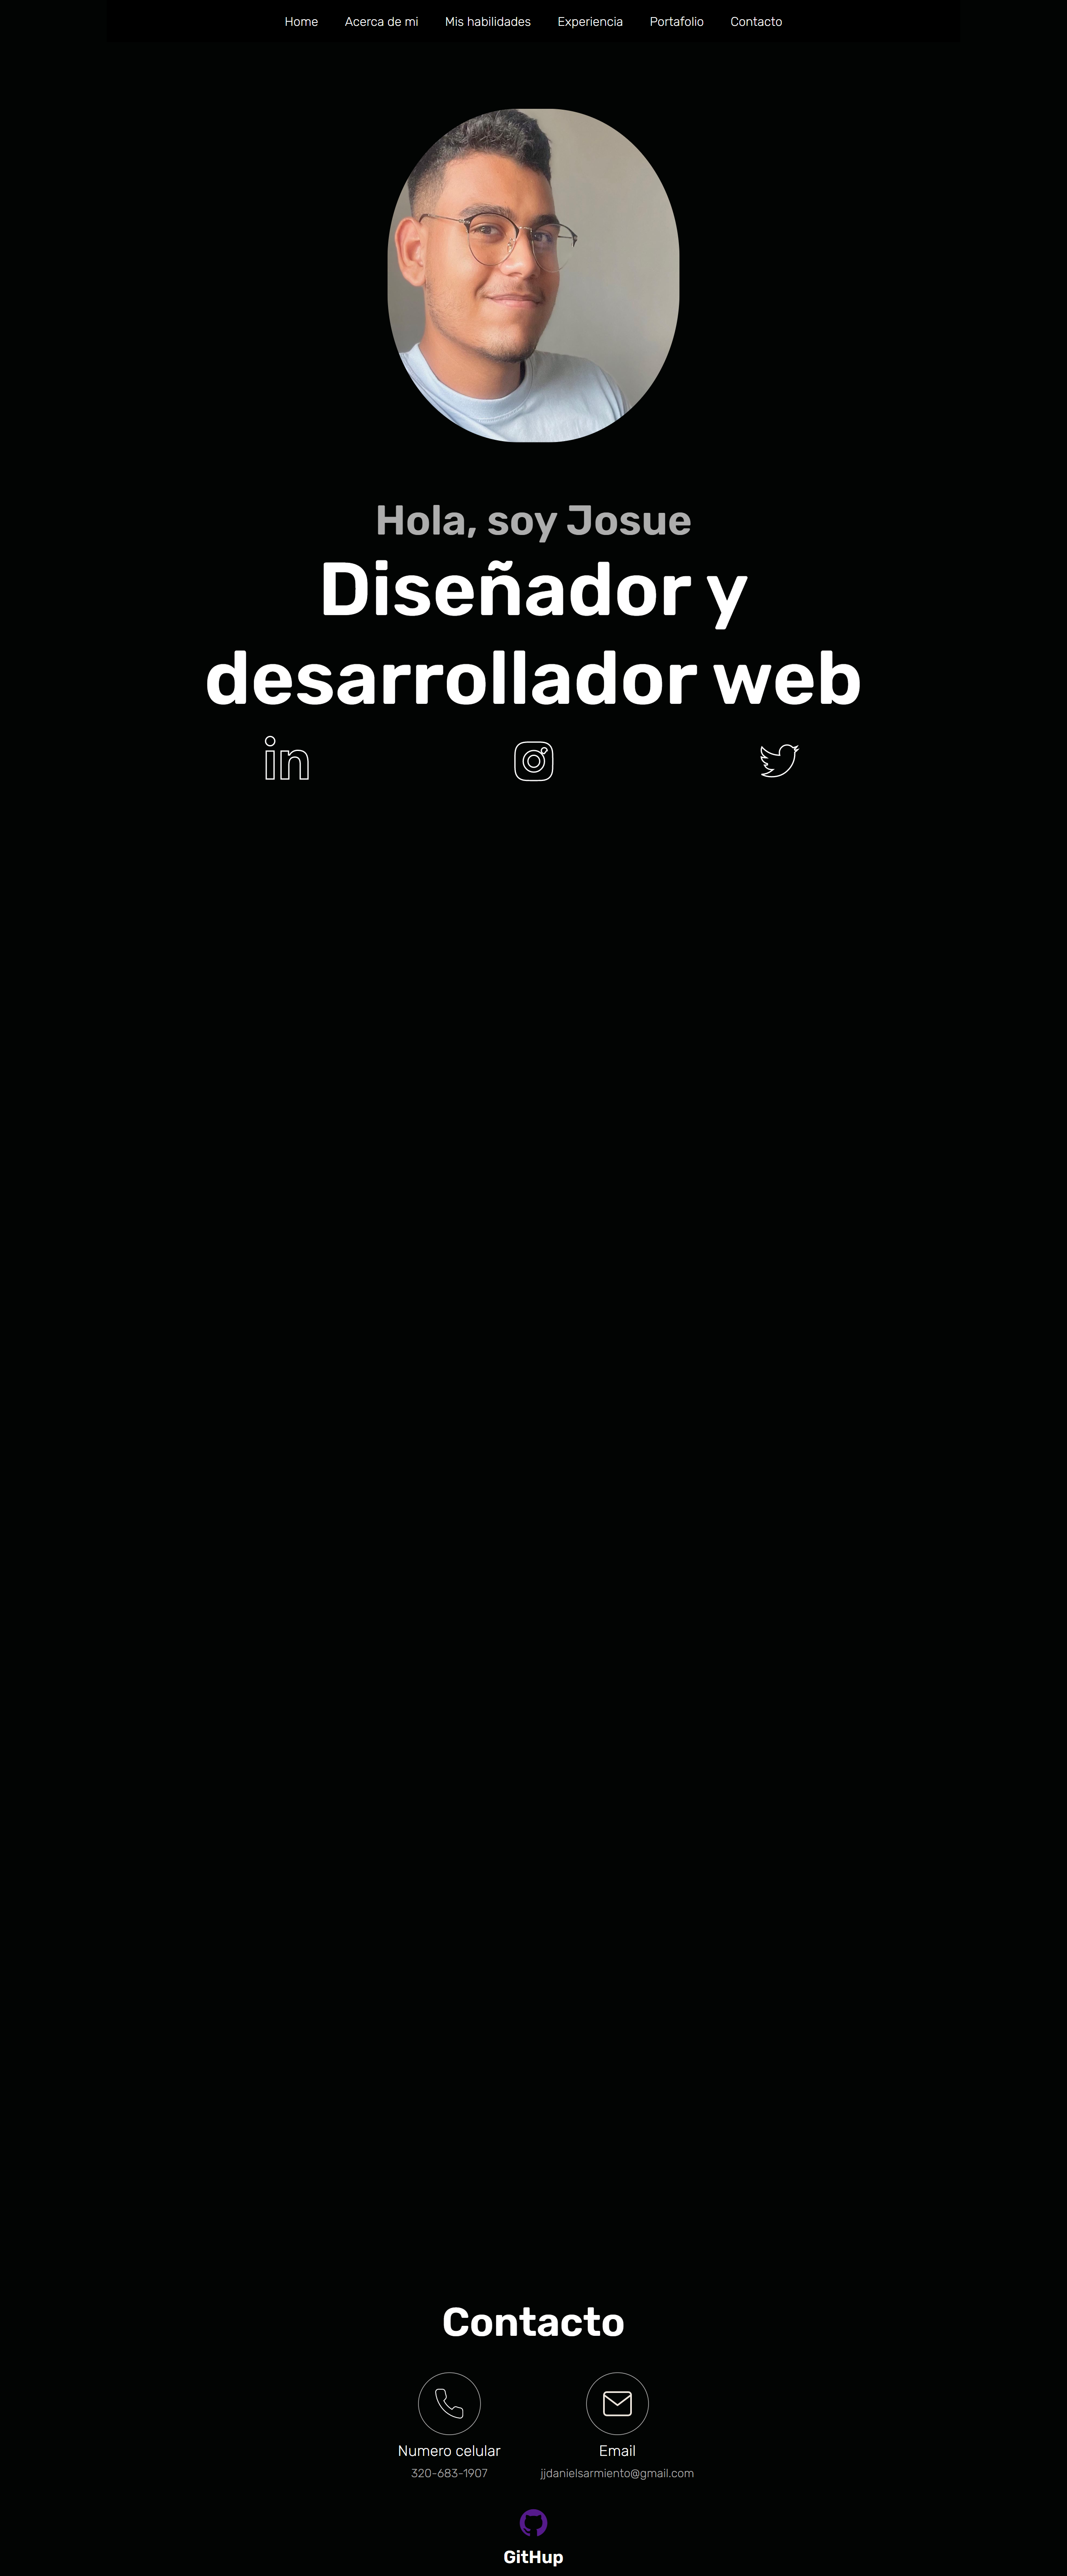 Home Acerca de mi Mis habilidades Experiencia Portafolio Contacto
Hola, soy Josue
Diseñador y
desarrollador web
in
Contacto
Numero celular Email
320-683-1907 jjdanielsarmiento@gmail.com
GitHup